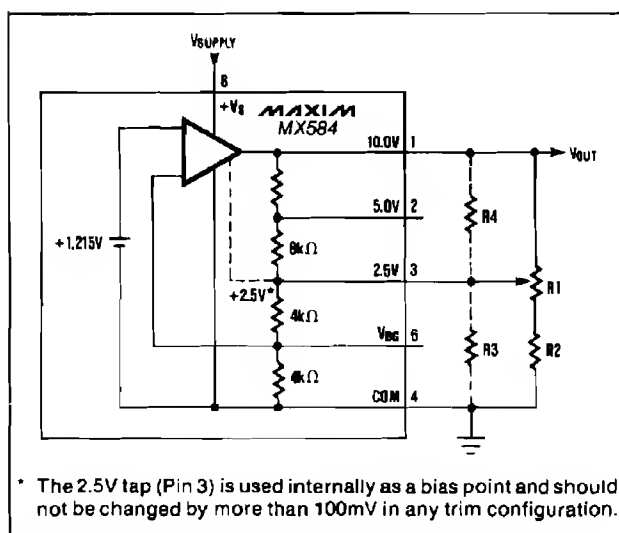 VSUPPLY
8
+VS
MAXIM
MX584
10.0V 1
VOUT
5.0V 2
R4
+1.215V
6kΩ
2.5V 3
+2.5V*
R1
4kΩ
VBG 6
R3
R2
COM 4
* The 2.5V tap (Pin 3) is used internally as a bias point and should
not be changed by more than 100mV in any trim configuration.